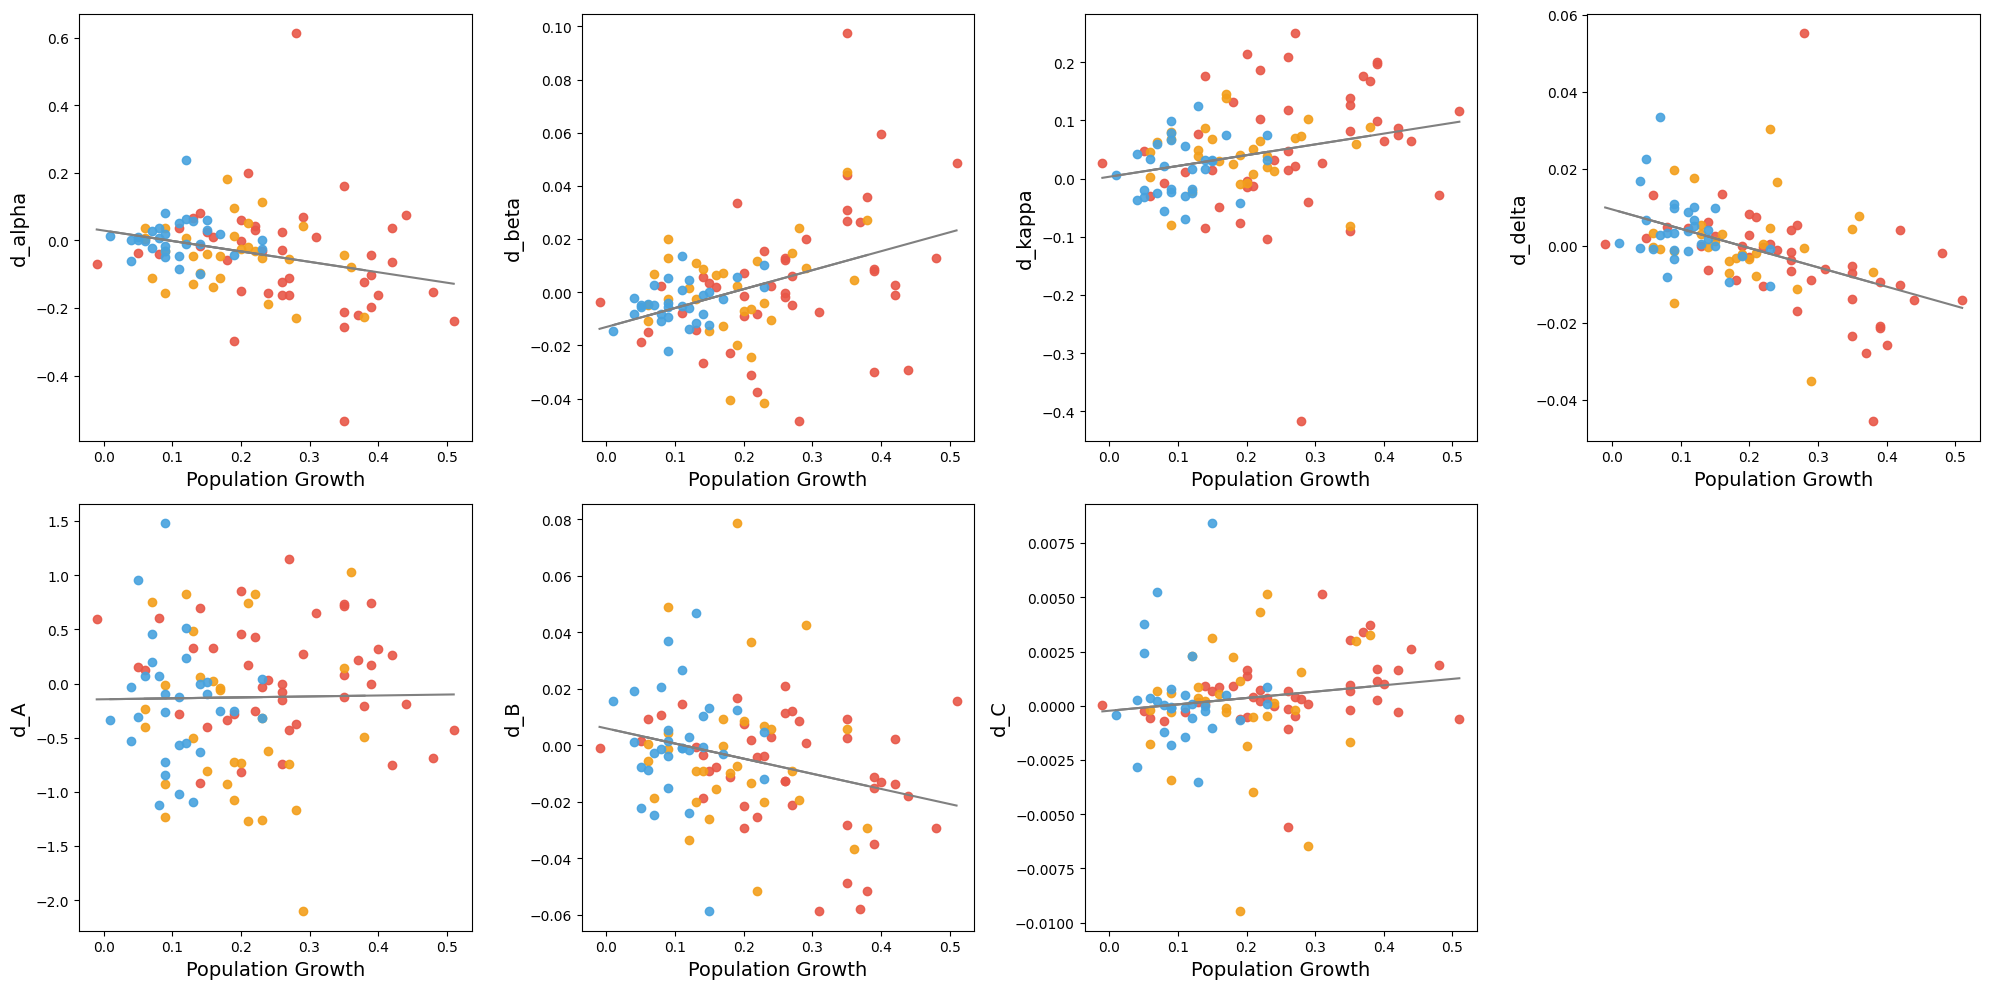 0.6
0.4
0.2
0.0
−0.2
−0.4
d_alpha
0.0 0.1 0.2 0.3 0.4 0.5
Population Growth
0.10
0.08
0.06
0.04
0.02
0.00
−0.02
−0.04
d_beta
0.0 0.1 0.2 0.3 0.4 0.5
Population Growth
0.2
0.1
0.0
−0.1
−0.2
−0.3
−0.4
d_kappa
0.0 0.1 0.2 0.3 0.4 0.5
Population Growth
0.06
0.04
0.02
0.00
−0.02
−0.04
d_delta
0.0 0.1 0.2 0.3 0.4 0.5
Population Growth
1.5
1.0
0.5
0.0
−0.5
−1.0
−1.5
−2.0
d_A
0.0 0.1 0.2 0.3 0.4 0.5
Population Growth
0.08
0.06
0.04
0.02
0.00
−0.02
−0.04
−0.06
d_B
0.0 0.1 0.2 0.3 0.4 0.5
Population Growth
0.0075
0.0050
0.0025
0.0000
−0.0025
−0.0050
−0.0075
−0.0100
d_C
0.0 0.1 0.2 0.3 0.4 0.5
Population Growth